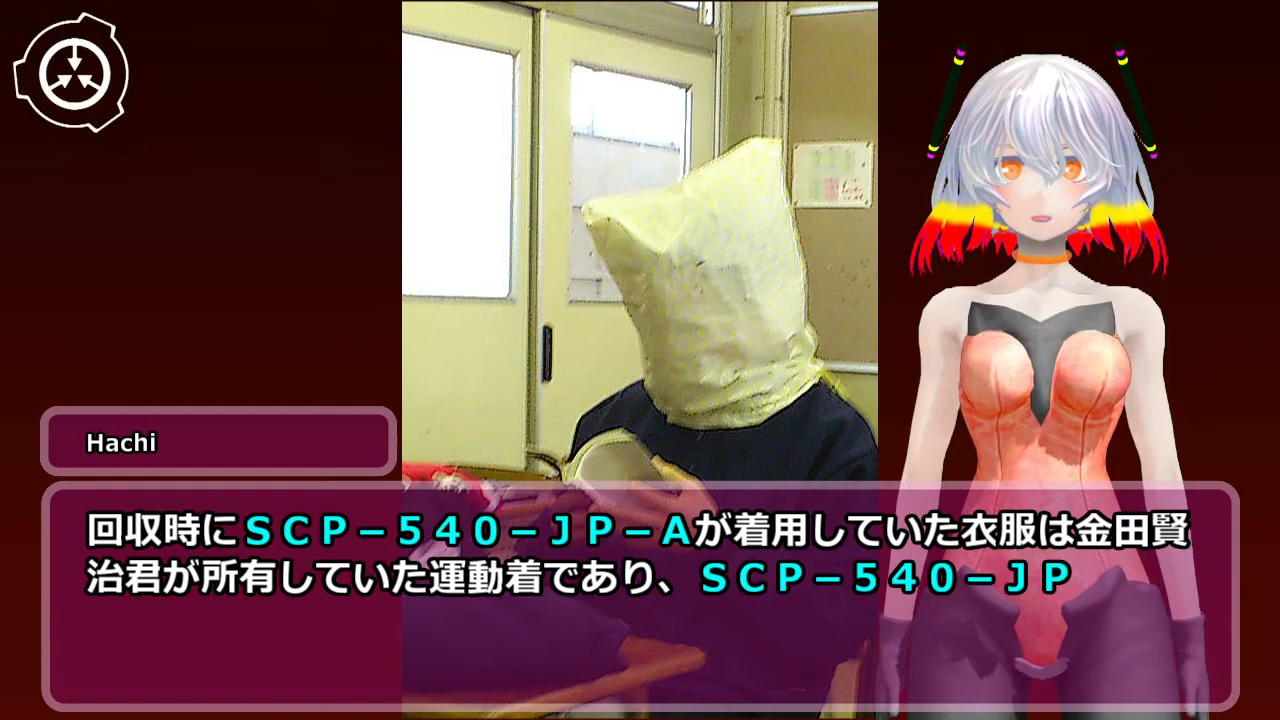 Hachi
回収時にＳＣＰ－５４０－ＪＰ－Ａが着用していた衣服は金田賢
治君が所有していた運動着であり、ＳＣＰ－５４０－ＪＰ